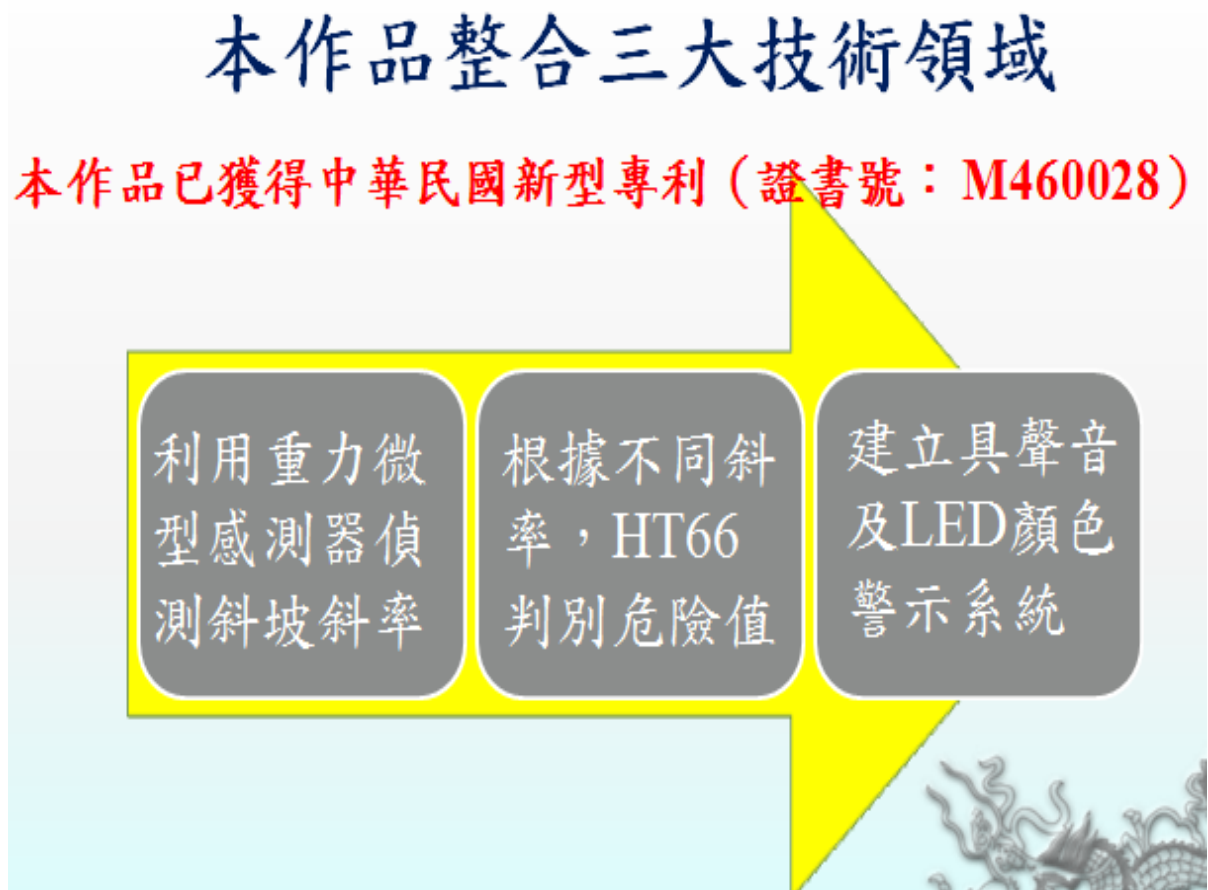 本作品整合三大技術領域
本作品已獲得中華民國新型專利（證書號：M460028）
利用重力微
型感測器偵
測斜坡斜率
根據不同斜
率，HT66
判別危險值
建立具聲音
及LED顏色
警示系統